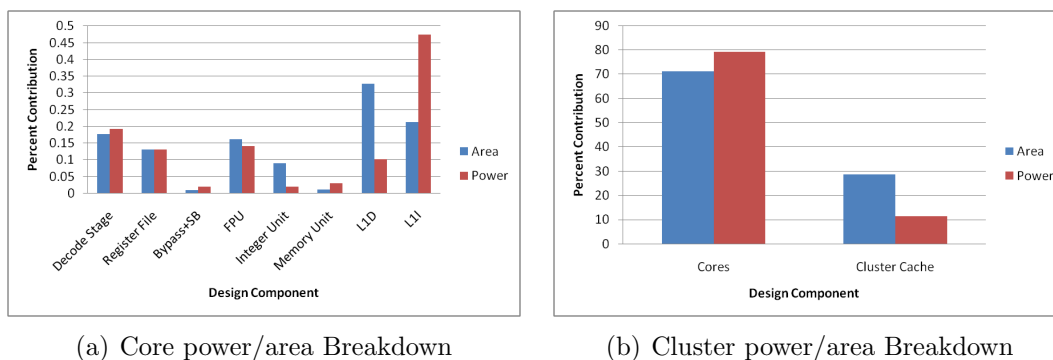 0.5
0.45
0.4
0.35
0.3
0.25
0.2
0.15
0.1
0.05
0
Percent Contribution
Decode Stage
Register File
Bypass+SB
FPU
Integer Unit
Memory Unit
L1D
L1I
Design Component
Area
Power
(a) Core power/area Breakdown
90
80
70
60
50
40
30
20
10
0
Percent Contribution
Cores
Cluster Cache
Design Component
Area
Power
(b) Cluster power/area Breakdown